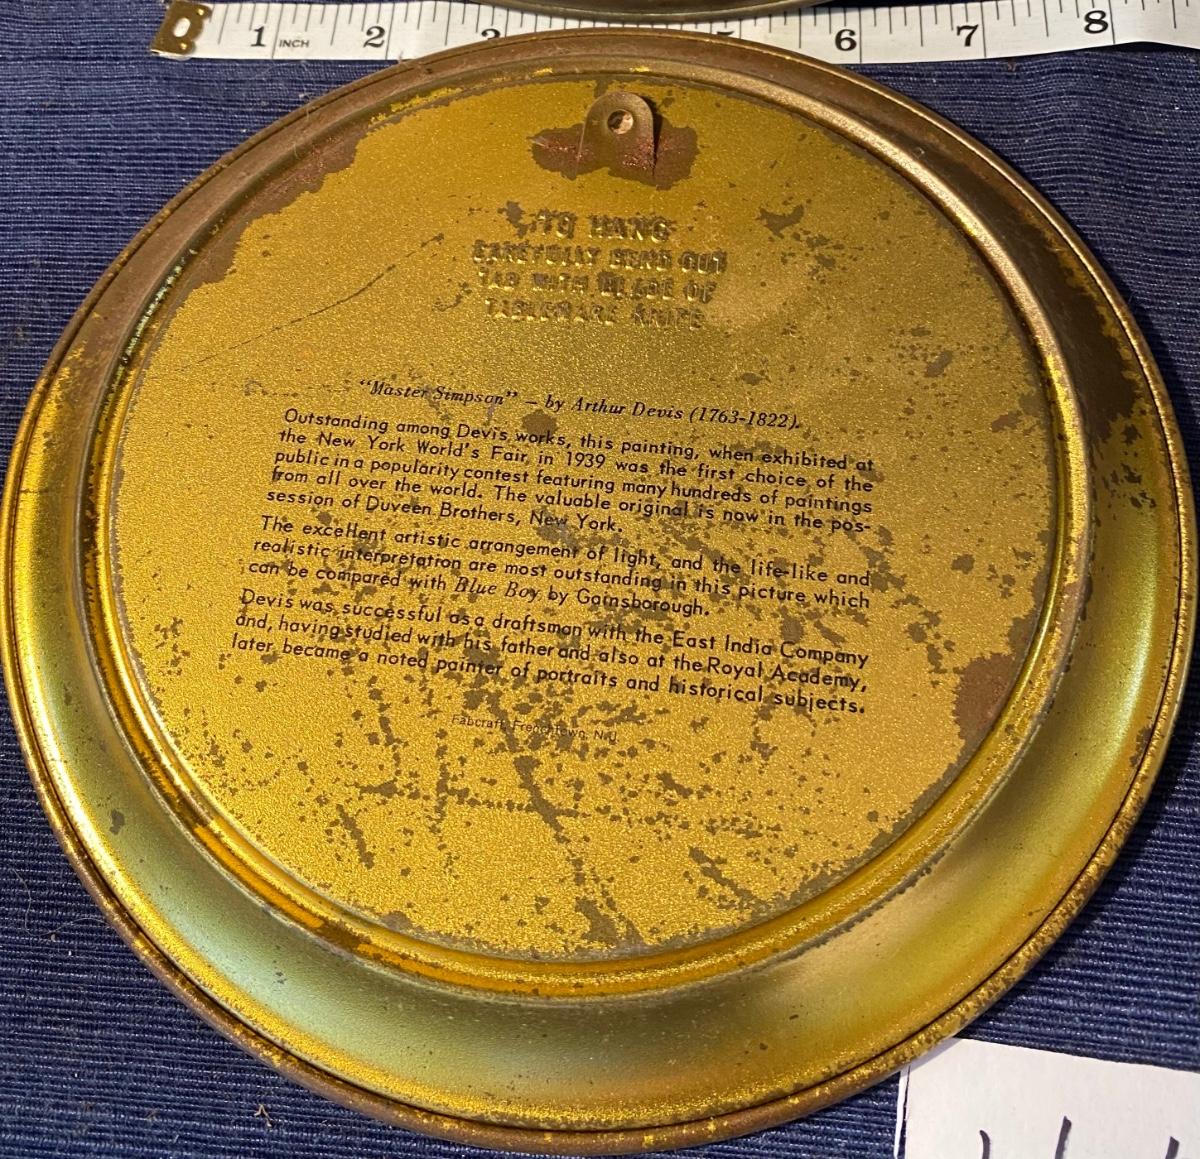 1 INCH 2 3 5 6 7 8
TO HANG
CAREFULLY BEND OUT
TAB WITH BLADE OF
TABLEWARE KNIFE
"Master Simpson" – by Arthur Devis (1763-1822).
Outstanding among Devis works, this painting, when exhibited at
the New York World's Fair in 1939 was the first choice of the
public in a popularity contest featuring many hundreds of paintings
from all over the world. The valuable original is now in the pos-
session of Duveen Brothers, New York.
The excellent artistic arrangement of light, and the life-like and
realistic interpretation are most outstanding in this picture which
can be compared with Blue Boy by Gainsborough.
Devis was successful as a draftsman with the East India Company
and, having studied with his father and also at the Royal Academy,
later became a noted painter of portraits and historical subjects.
Fabcraft, Frenchtown, N.J.